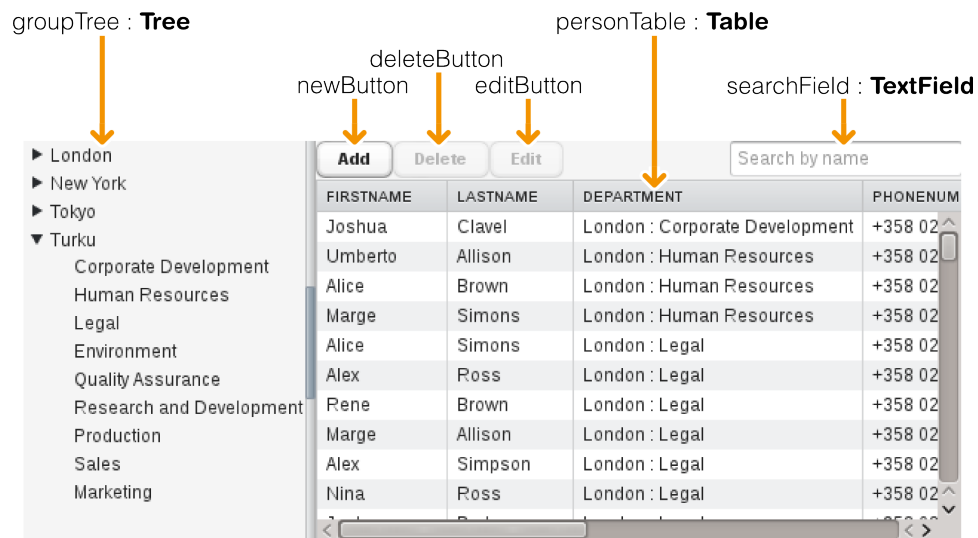 groupTree : Tree
personTable : Table
deleteButton
newButton
editButton
searchField : TextField
London
New York
Tokyo
Turku
Corporate Development
Human Resources
Legal
Environment
Quality Assurance
Research and Development
Production
Sales
Marketing
Add Delete Edit Search by name
FIRSTNAME LASTNAME DEPARTMENT PHONENUM
Joshua Clavel London : Corporate Development +358 02
Umberto Allison London : Human Resources +358 02
Alice Brown London : Human Resources +358 02
Marge Simons London : Human Resources +358 02
Alice Simons London : Legal +358 02
Alex Ross London : Legal +358 02
Rene Brown London : Legal +358 02
Marge Allison London : Legal +358 02
Alex Simpson London : Legal +358 02
Nina Ross London : Legal +358 02